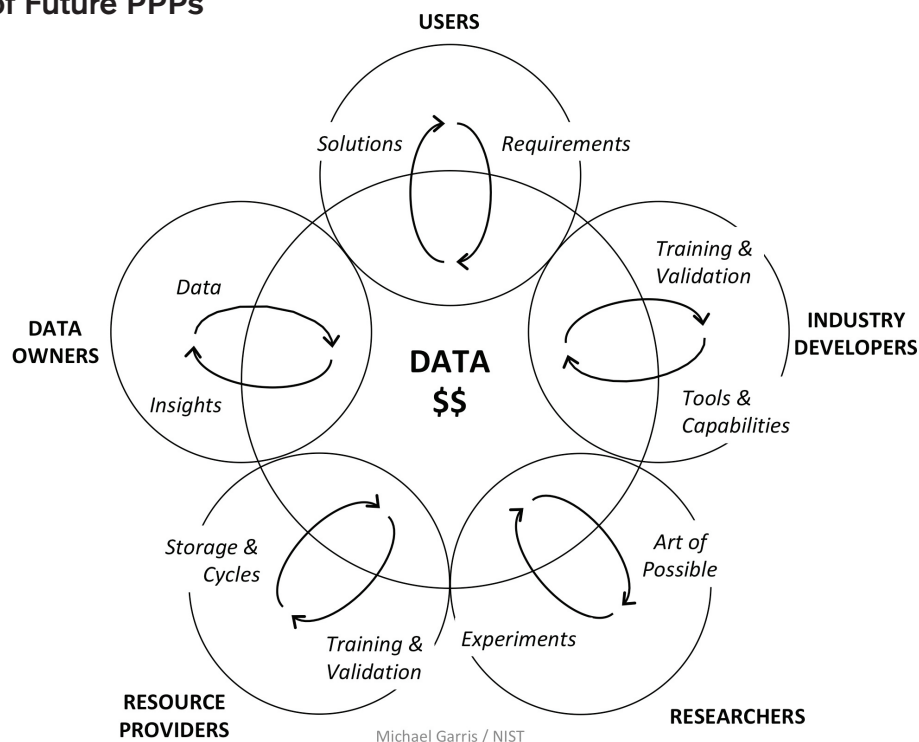 of Future PPPs
USERS
Solutions
Requirements
Training &
Validation
Data
DATA
OWNERS
INDUSTRY
DEVELOPERS
DATA
$$
Insights
Tools &
Capabilities
Storage &
Cycles
Art of
Possible
Training &
Validation
Experiments
RESOURCE
PROVIDERS
RESEARCHERS
Michael Garris / NIST